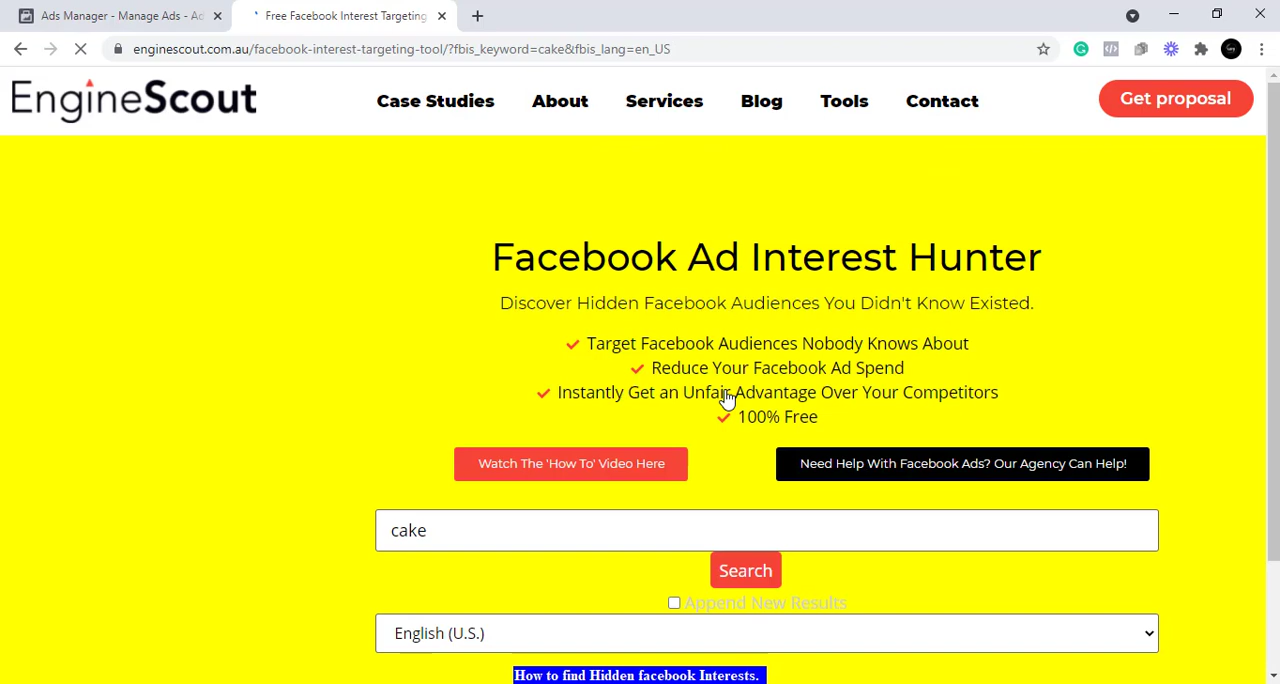 Ads Manager - Manage Ads - Ad
Free Facebook Interest Targeting
enginescout.com.au/facebook-interest-targeting-tool/?fbis_keyword=cake&fbis_lang=en_US
EngineScout
Case Studies
About
Services
Blog
Tools
Contact
Get proposal
Facebook Ad Interest Hunter
Discover Hidden Facebook Audiences You Didn't Know Existed.
Target Facebook Audiences Nobody Knows About
Reduce Your Facebook Ad Spend
Instantly Get an Unfair Advantage Over Your Competitors
100% Free
Watch The 'How To' Video Here
Need Help With Facebook Ads? Our Agency Can Help!
cake
Search
Append New Results
English (U.S.)
How to find Hidden facebook Interests.